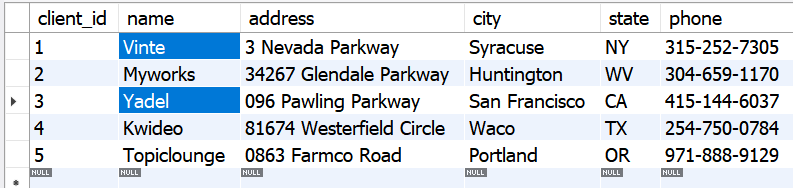 client_id name address city state phone
1 Vinte 3 Nevada Parkway Syracuse NY 315-252-7305
2 Myworks 34267 Glendale Parkway Huntington WV 304-659-1170
3 Yadel 096 Pawling Parkway San Francisco CA 415-144-6037
4 Kwideo 81674 Westerfield Circle Waco TX 254-750-0784
5 Topiclounge 0863 Farmco Road Portland OR 971-888-9129
NULL NULL NULL NULL NULL NULL